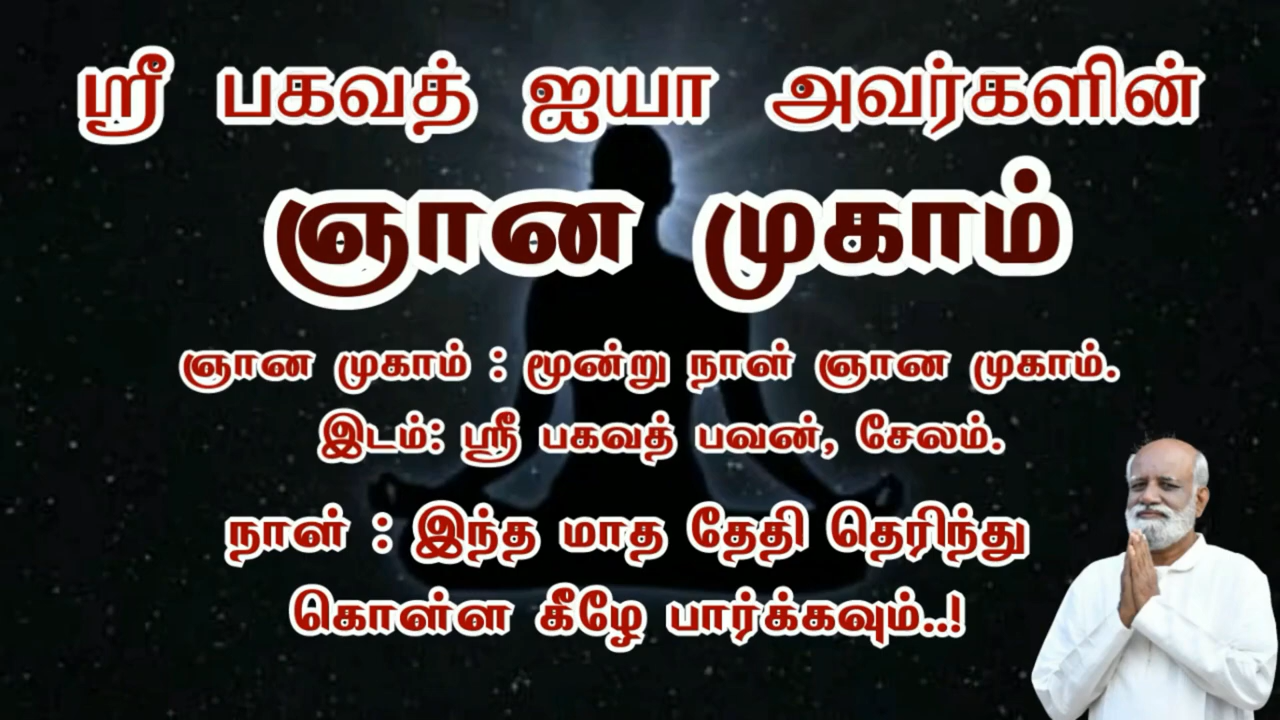 ஸ்ரீ பகவத் ஐயா அவர்களின்
ஞான முகாம்
ஞான முகாம் : மூன்று நாள் ஞான முகாம்.
இடம்: ஸ்ரீ பகவத் பவன், சேலம்.
நாள் : இந்த மாத தேதி தெரிந்து
கொள்ள கீழே பார்க்கவும்..!